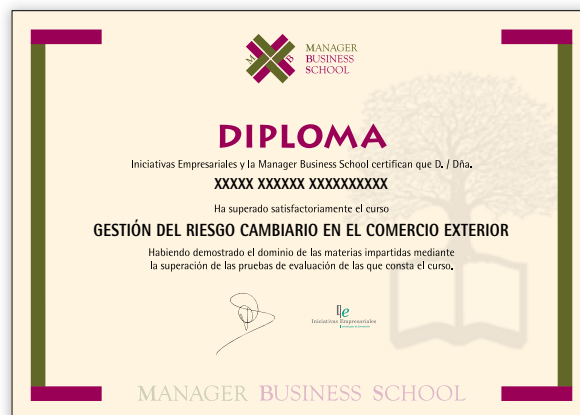 M B
MANAGER
BUSINESS
SCHOOL
DIPLOMA
Iniciativas Empresariales y la Manager Business School certifican que D. / Dña.
XXXXX XXXXXX XXXXXXXXXX
Ha superado satisfactoriamente el curso
GESTIÓN DEL RIESGO CAMBIARIO EN EL COMERCIO EXTERIOR
Habiendo demostrado el dominio de las materias impartidas mediante
la superación de las pruebas de evaluación de las que consta el curso.
Ie
Iniciativas Empresariales
MANAGER BUSINESS SCHOOL